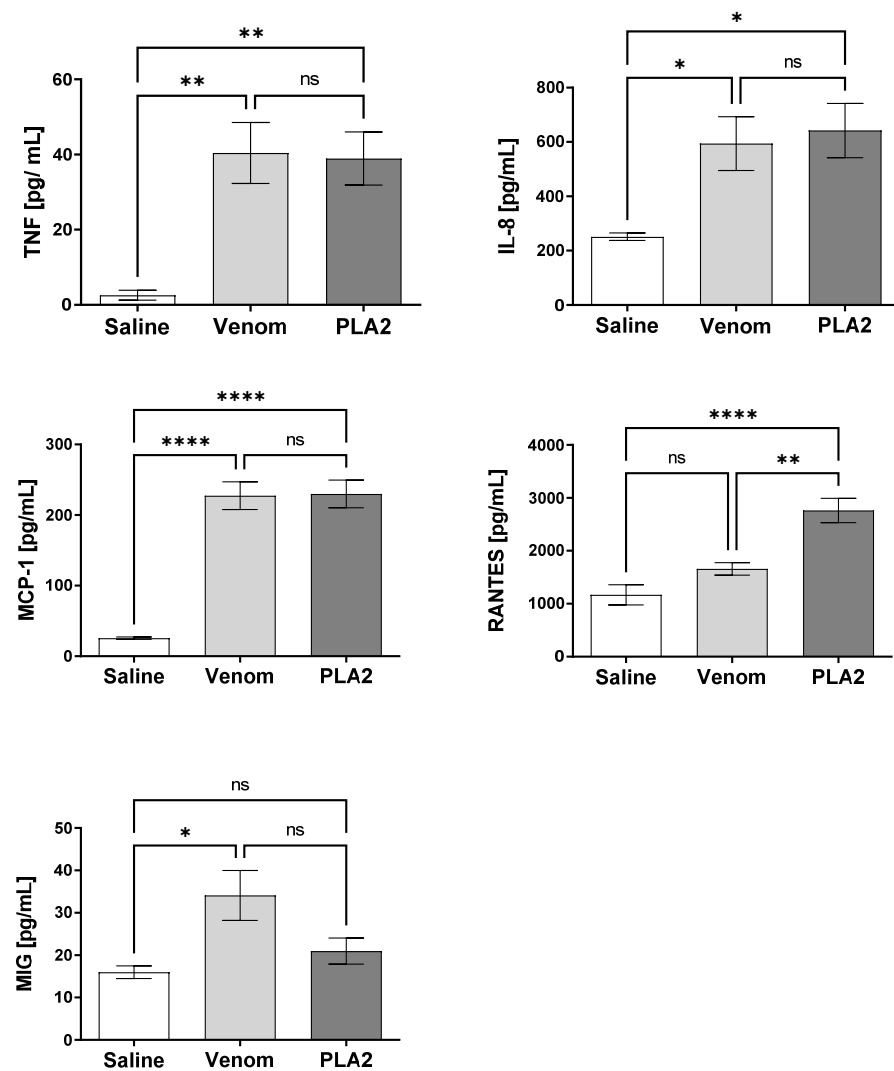 **
** ns
60
40
20
0
TNF [pg/ mL]
Saline Venom PLA2
*
* ns
800
600
400
200
0
IL-8 [pg/mL]
Saline Venom PLA2
****
**** ns
300
200
100
0
MCP-1 [pg/mL]
Saline Venom PLA2
****
ns **
4000
3000
2000
1000
0
RANTES [pg/mL]
Saline Venom PLA2
ns
* ns
50
40
30
20
10
0
MIG [pg/mL]
Saline Venom PLA2